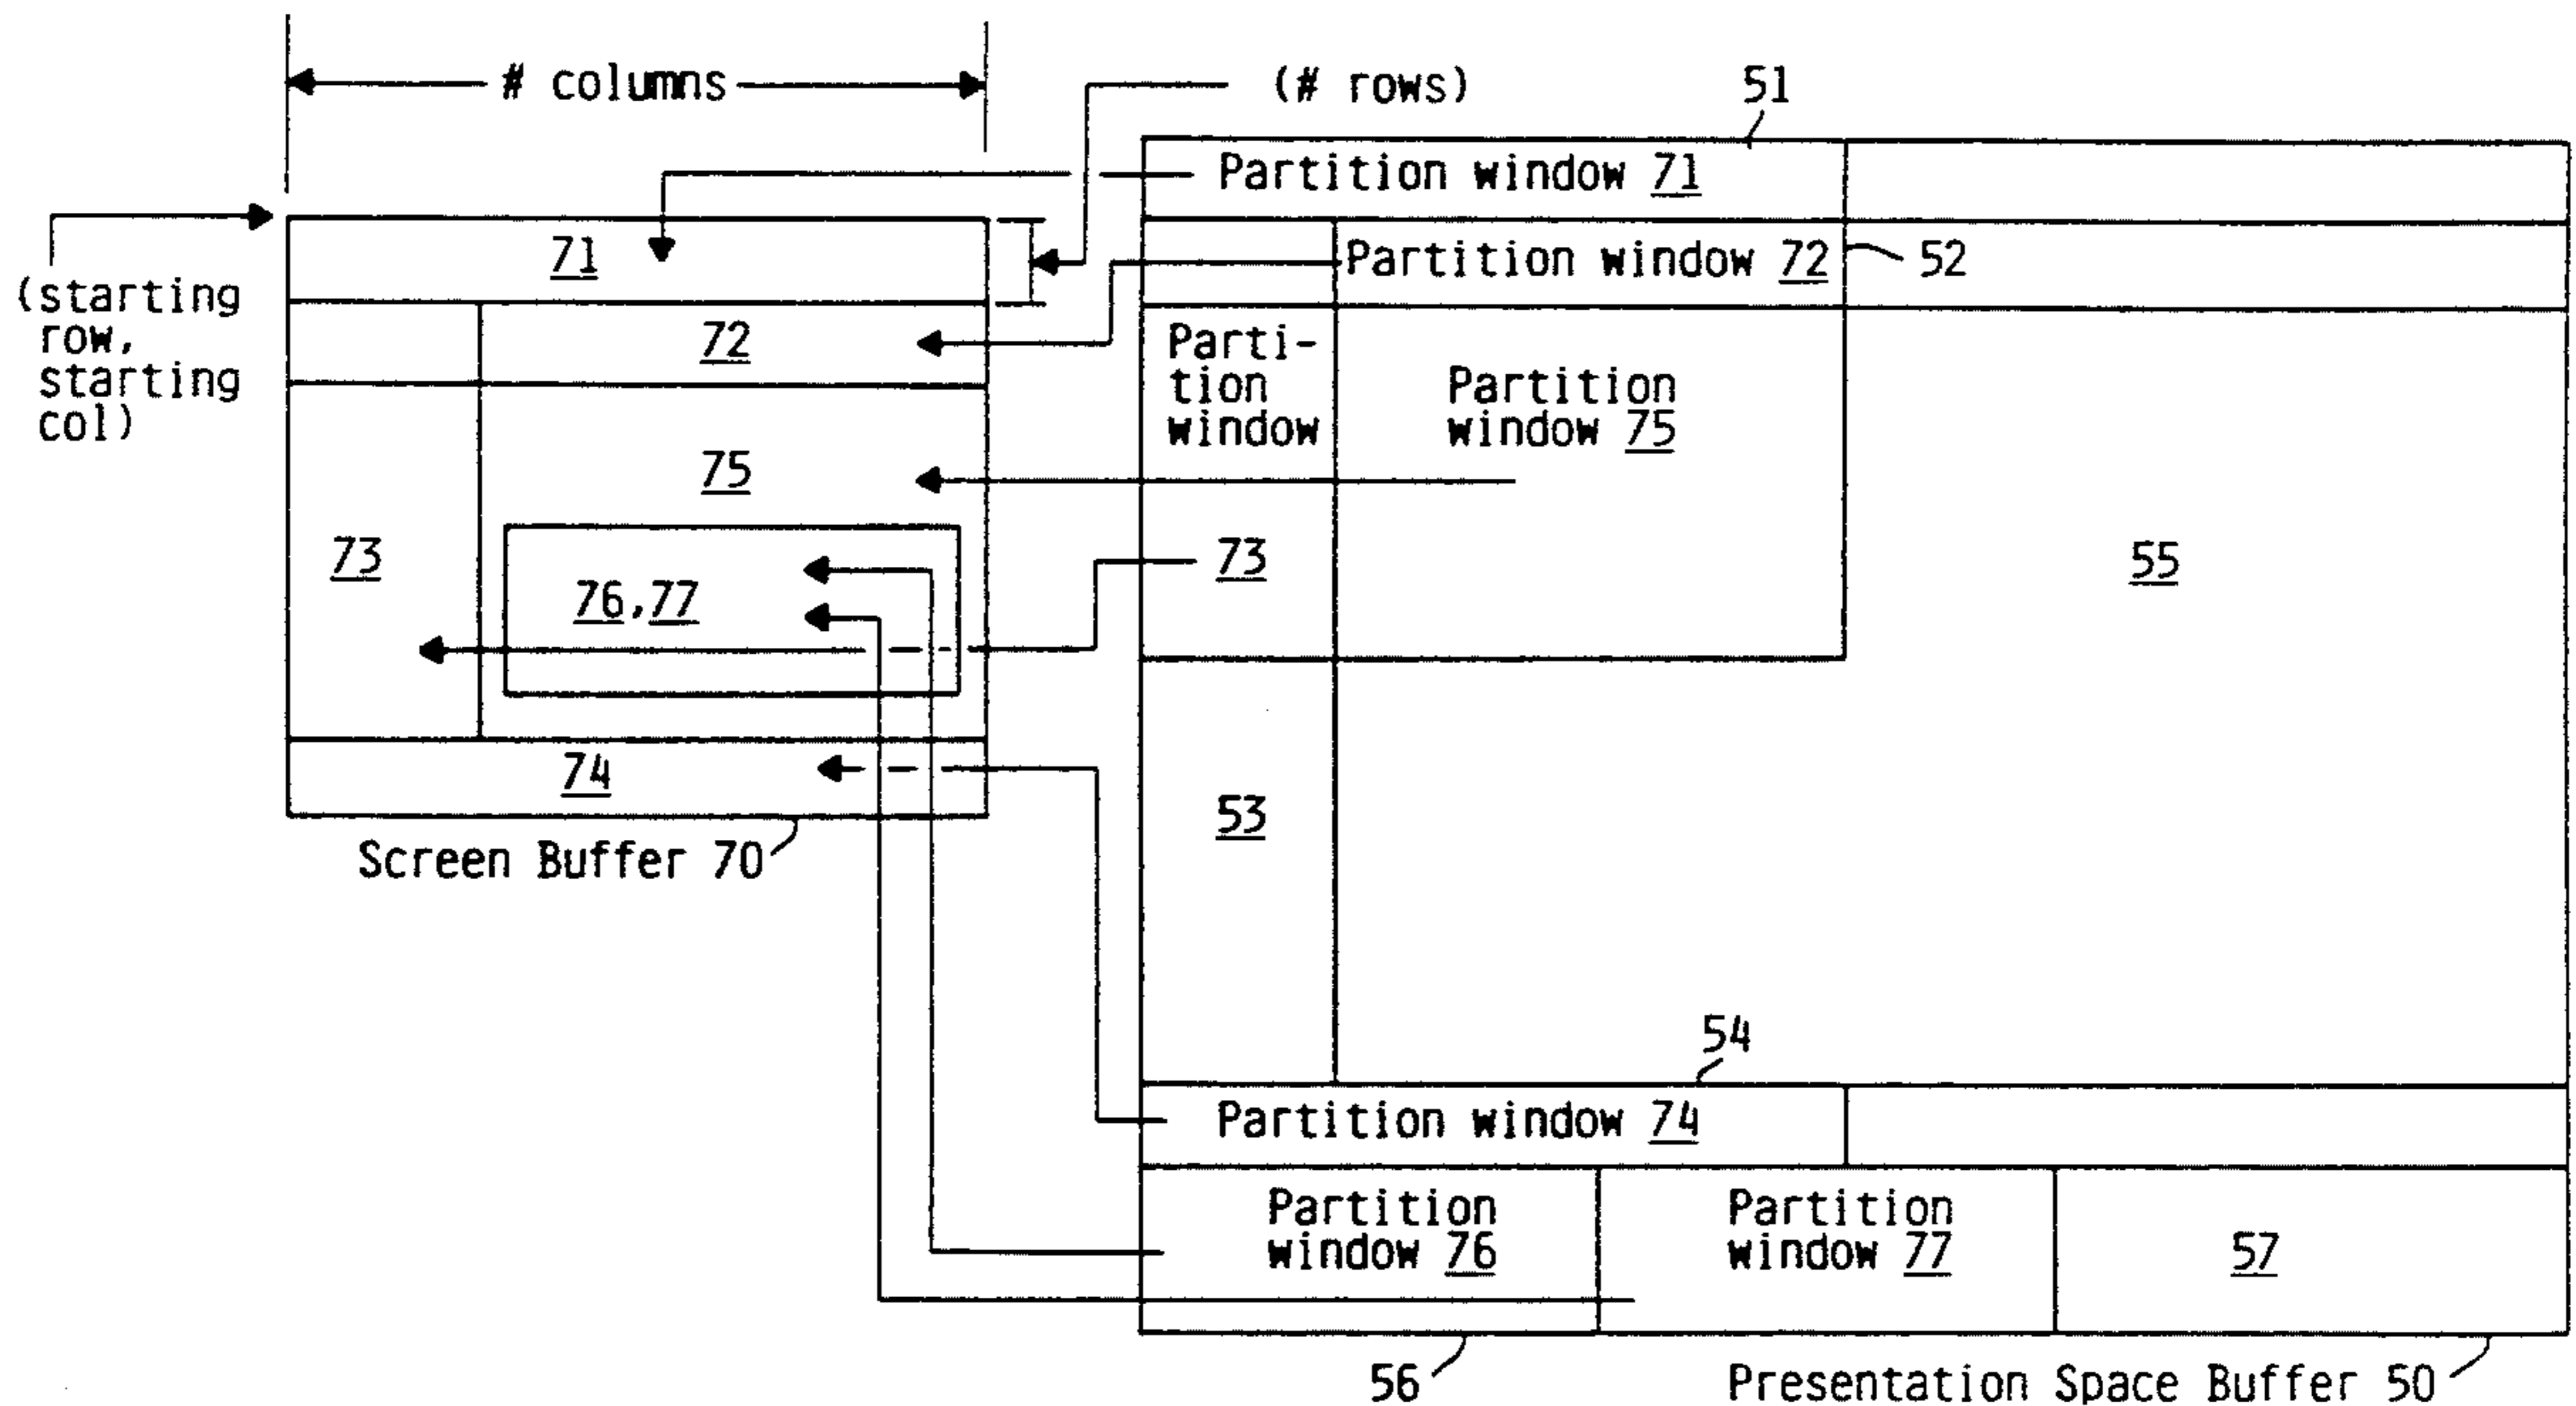 # columns
(# rows)
51
Partition window 71
71
(starting
row,
starting
col)
Partition window 72
52
72
Parti-
tion
window
73
Partition
window 75
75
73
76,77
55
74
53
Screen Buffer 70
54
Partition window 74
Partition
window 76
Partition
window 77
57
56
Presentation Space Buffer 50